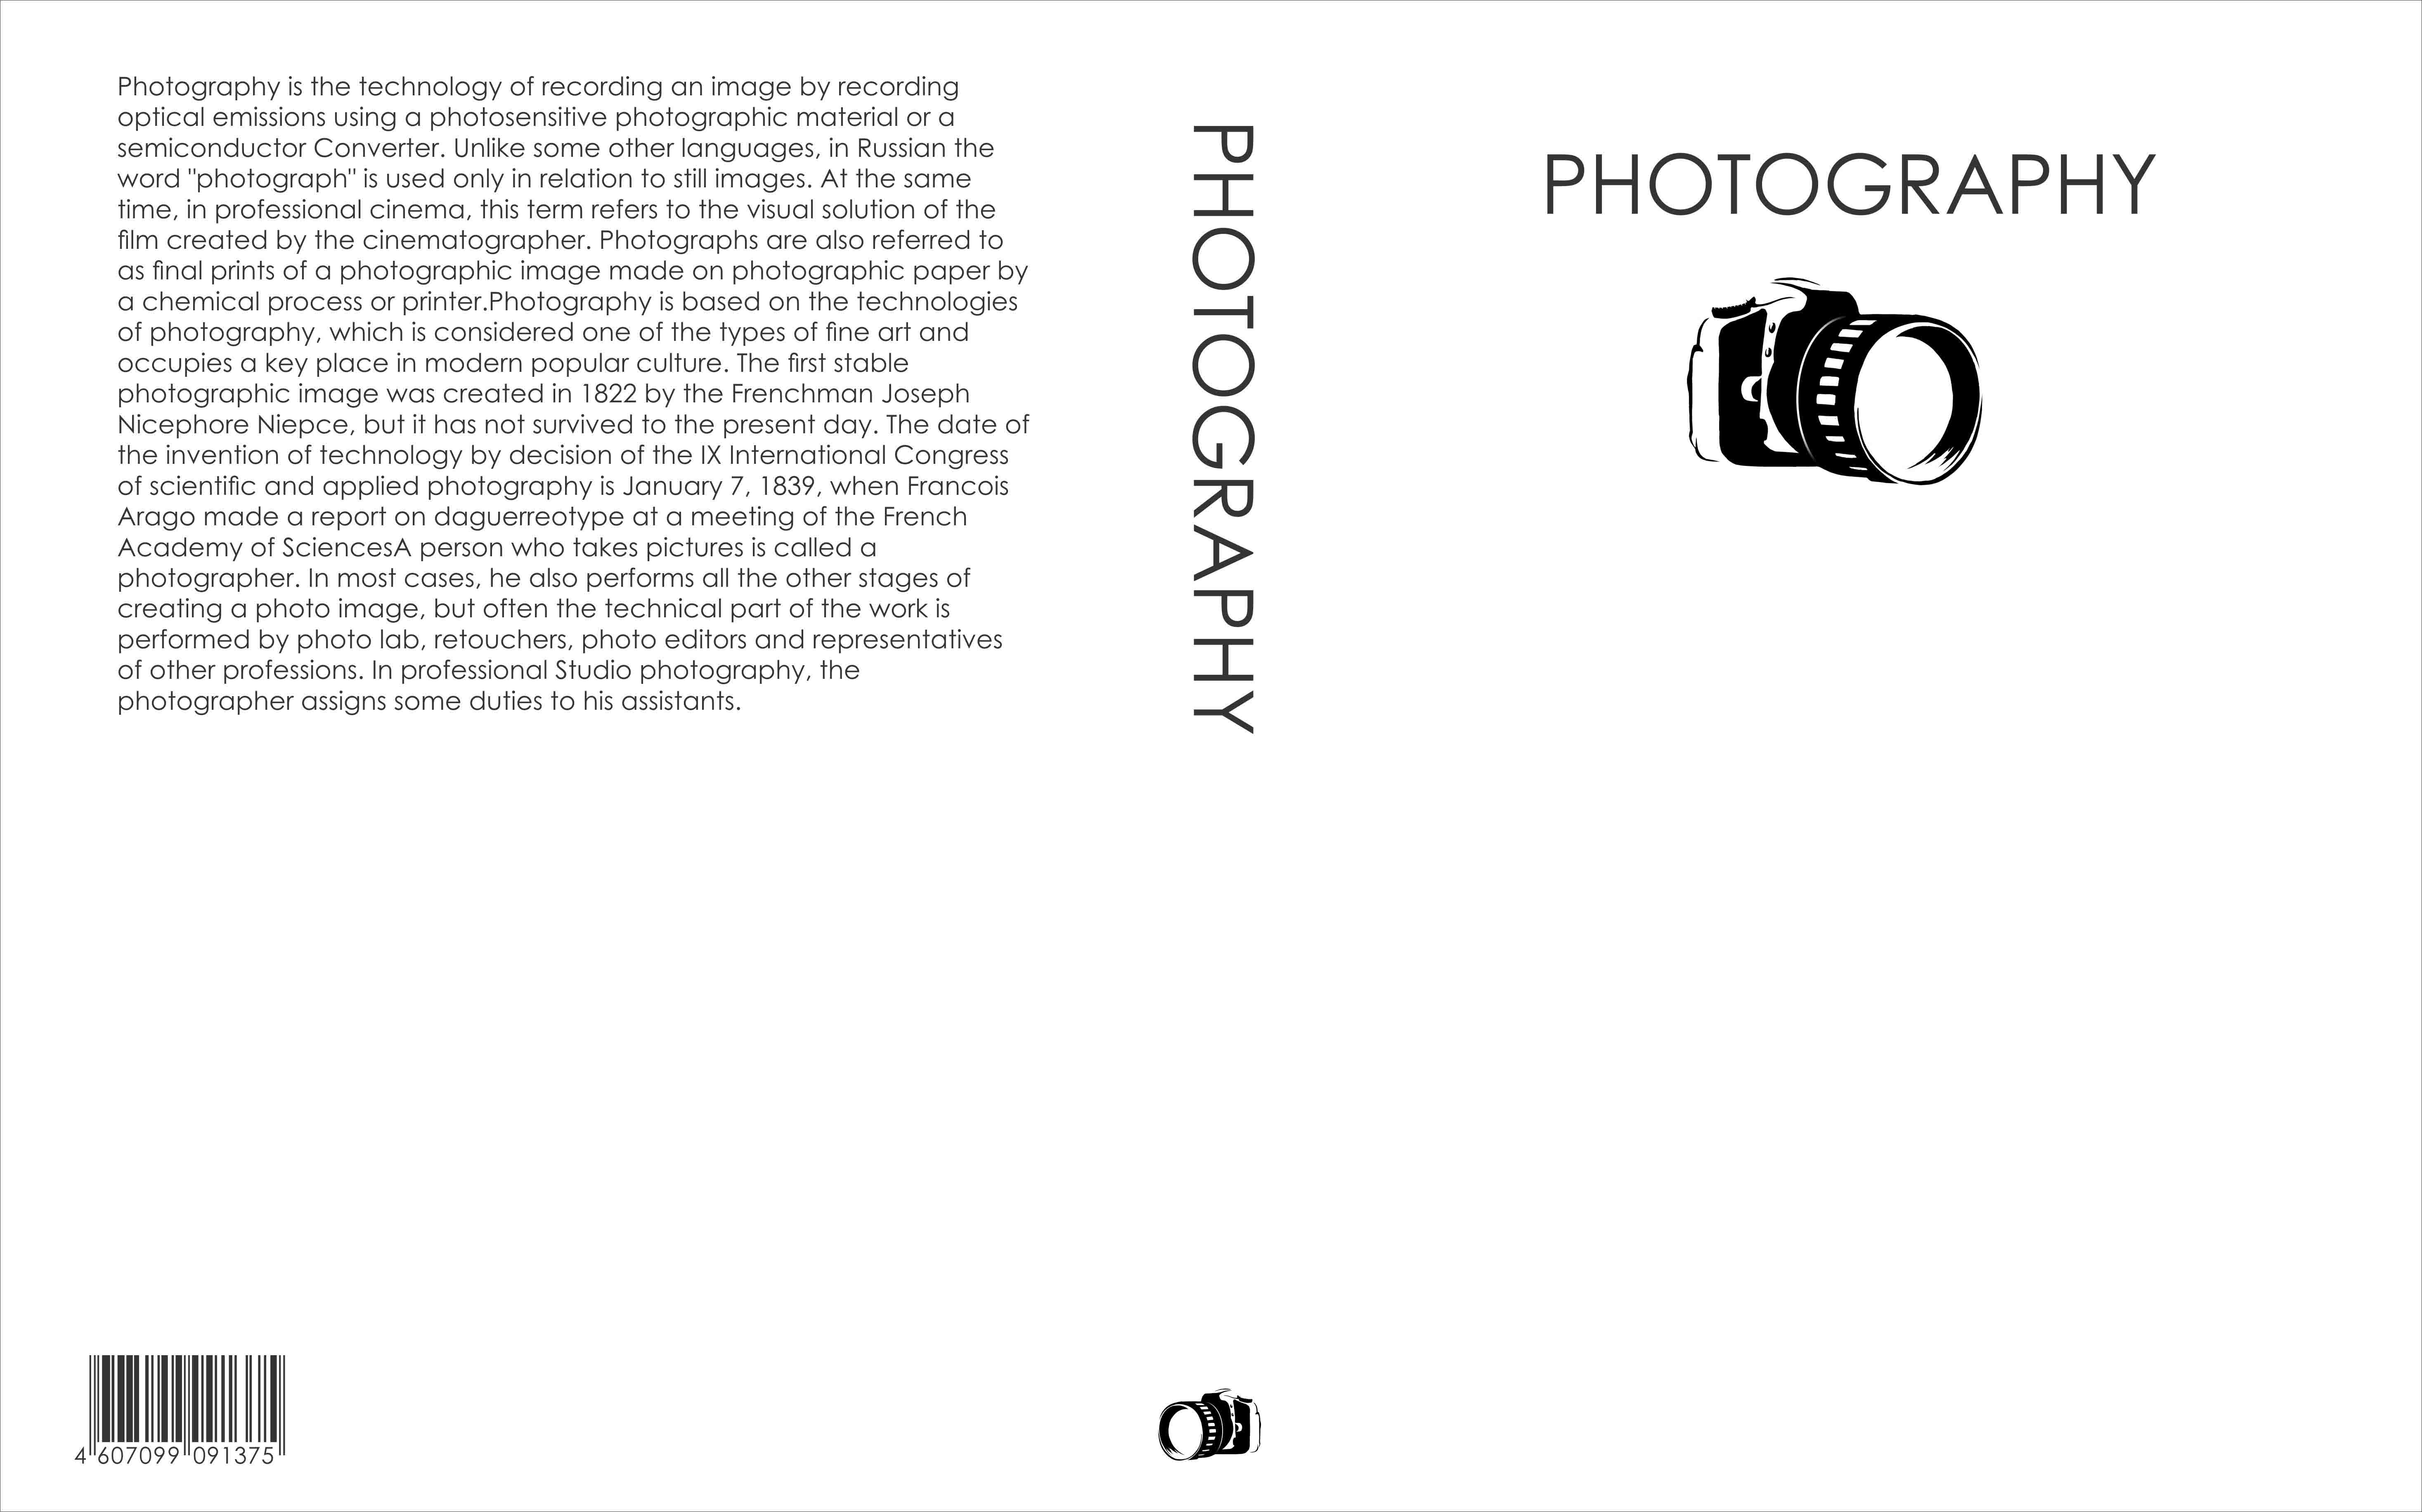 Photography is the technology of recording an image by recording
optical emissions using a photosensitive photographic material or a
semiconductor Converter. Unlike some other languages, in Russian the
word "photograph" is used only in relation to still images. At the same
time, in professional cinema, this term refers to the visual solution of the
film created by the cinematographer. Photographs are also referred to
as final prints of a photographic image made on photographic paper by
a chemical process or printer.Photography is based on the technologies
of photography, which is considered one of the types of fine art and
occupies a key place in modern popular culture. The first stable
photographic image was created in 1822 by the Frenchman Joseph
Nicephore Niepce, but it has not survived to the present day. The date of
the invention of technology by decision of the IX International Congress
of scientific and applied photography is January 7, 1839, when Francois
Arago made a report on daguerreotype at a meeting of the French
Academy of SciencesA person who takes pictures is called a
photographer. In most cases, he also performs all the other stages of
creating a photo image, but often the technical part of the work is
performed by photo lab, retouchers, photo editors and representatives
of other professions. In professional Studio photography, the
photographer assigns some duties to his assistants.
4 607099 091375
PHOTOGRAPHY
PHOTOGRAPHY